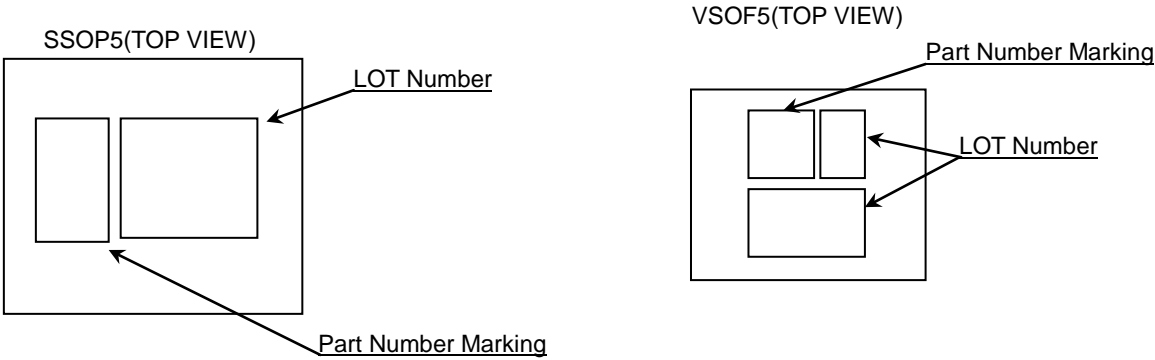 SSOP5(TOP VIEW)
LOT Number
Part Number Marking
VSOF5(TOP VIEW)
Part Number Marking
LOT Number